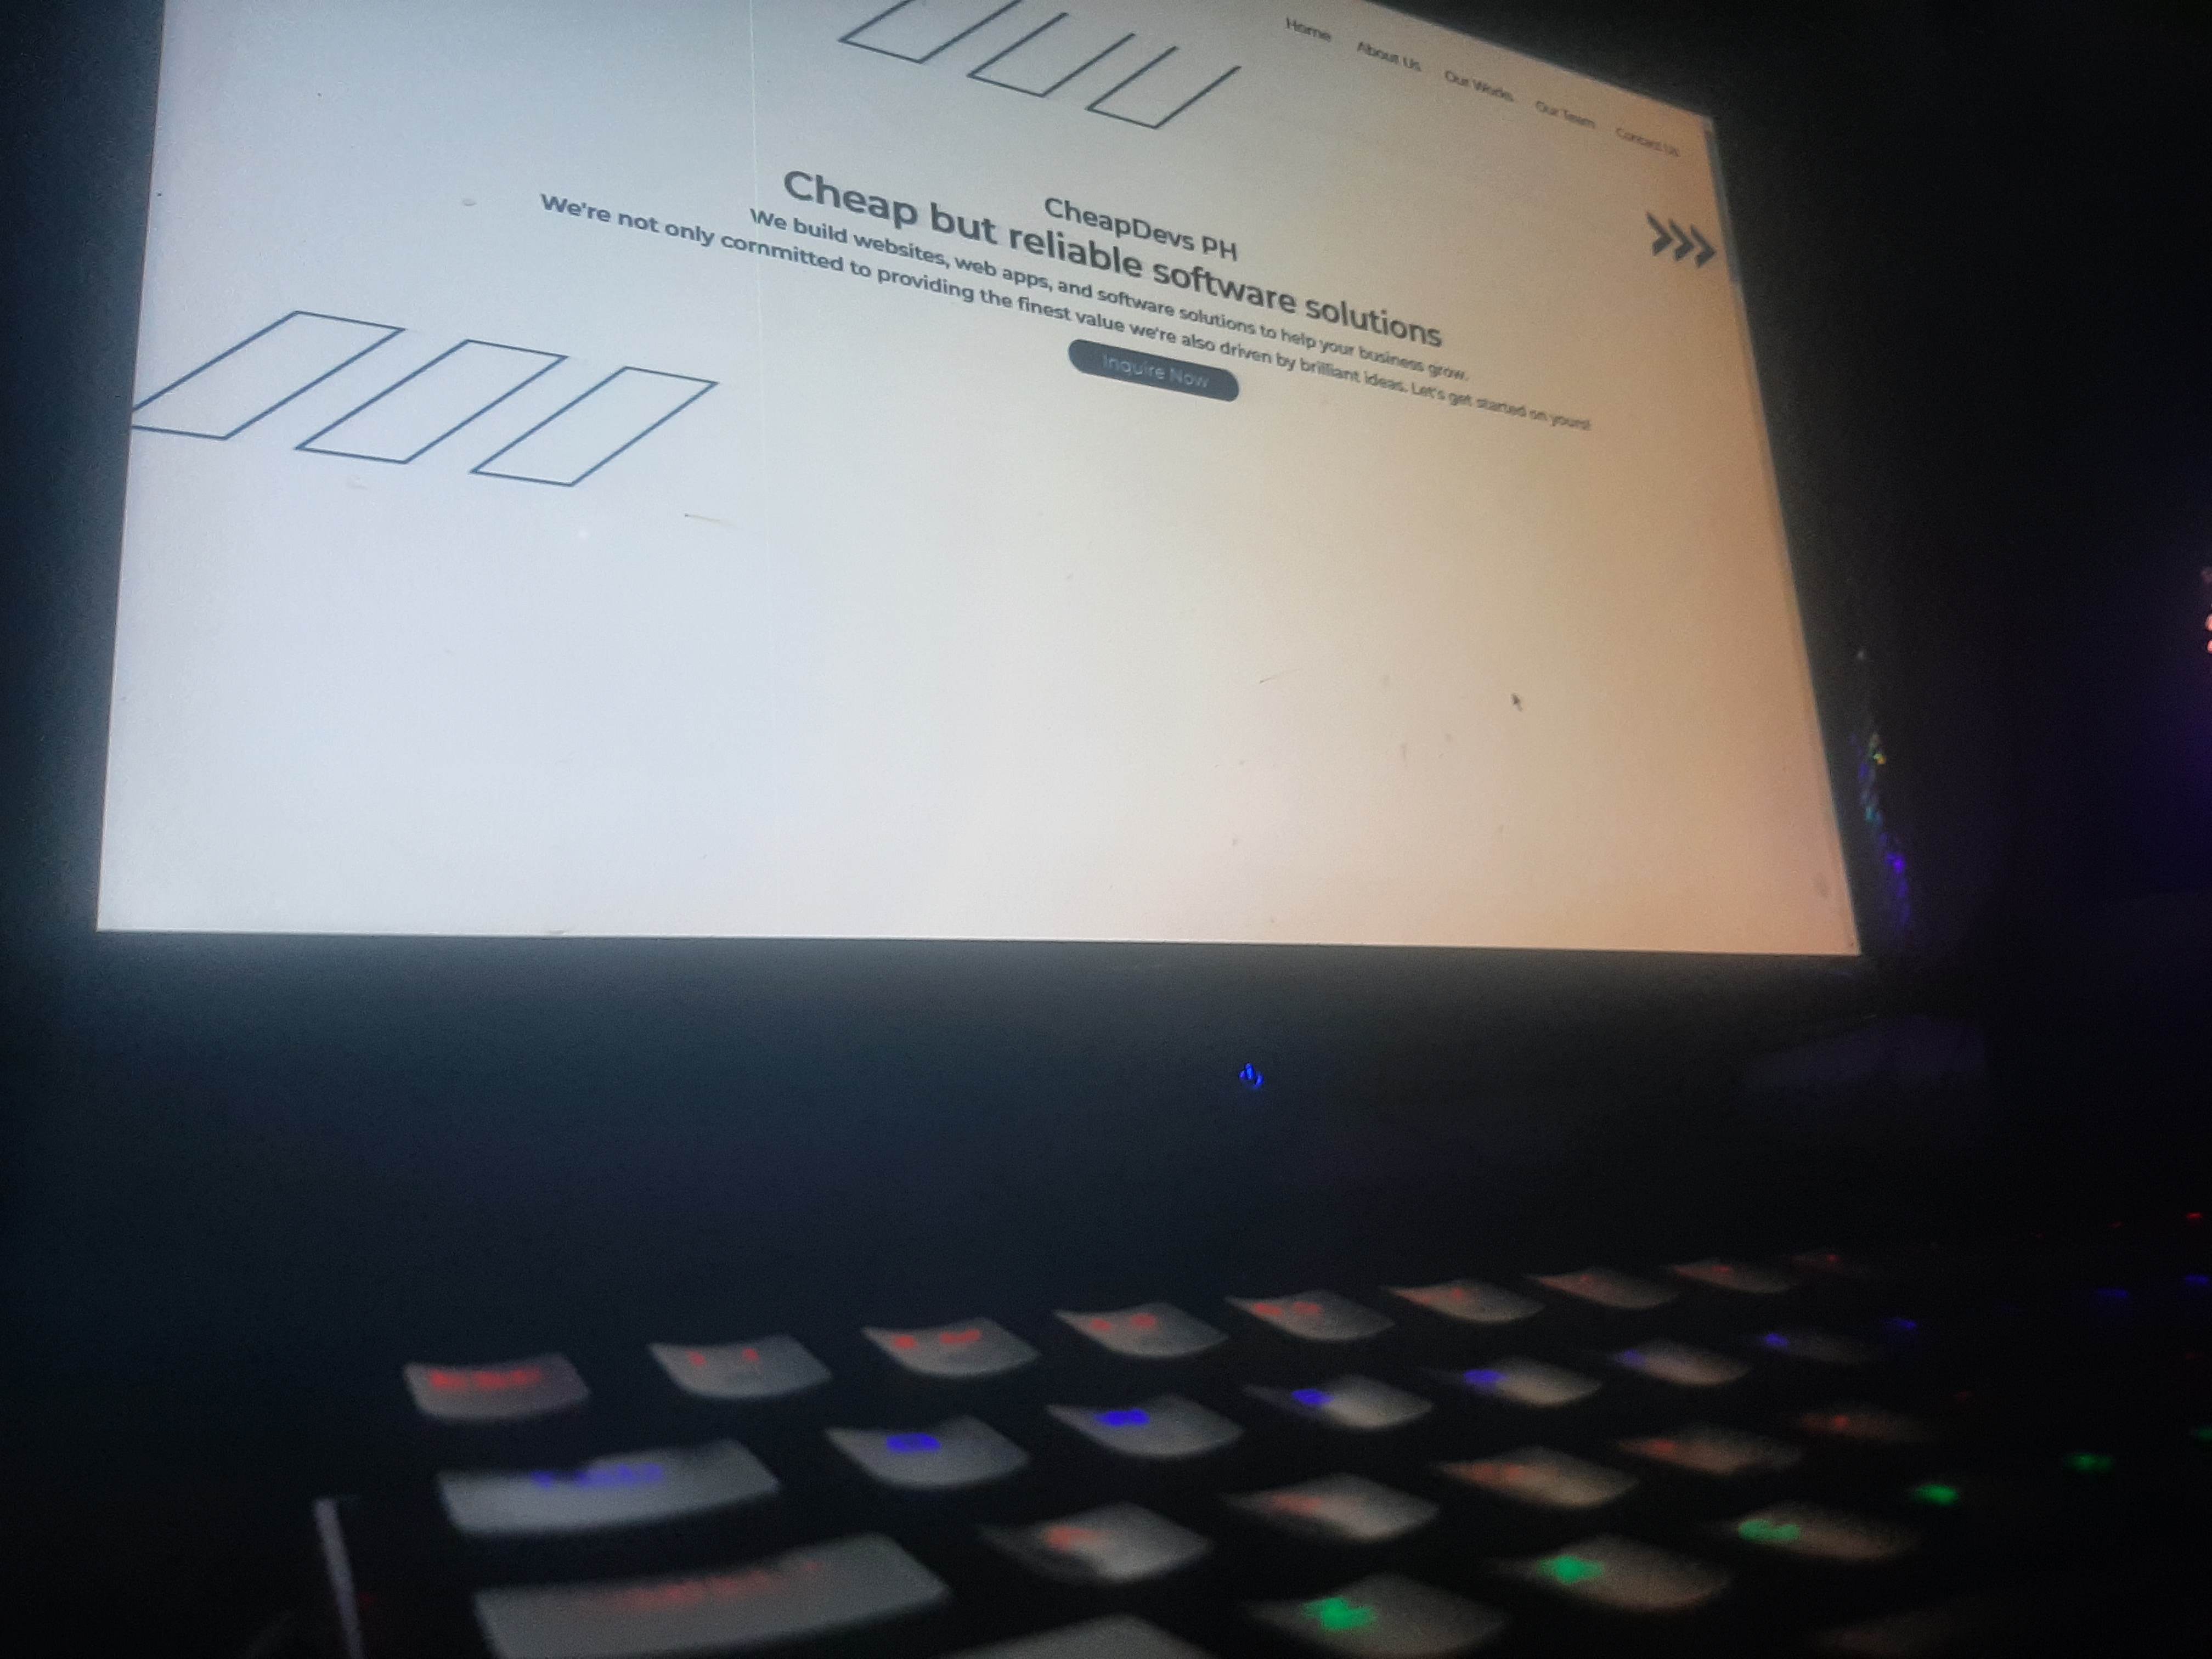 Home About Us Our Works Our Team Contact Us
CheapDevs PH
Cheap but reliable software solutions
We build websites, web apps, and software solutions to help your business grow.
We're not only committed to providing the finest value we're also driven by brilliant ideas. Let's get started on yours!
Inquire Now